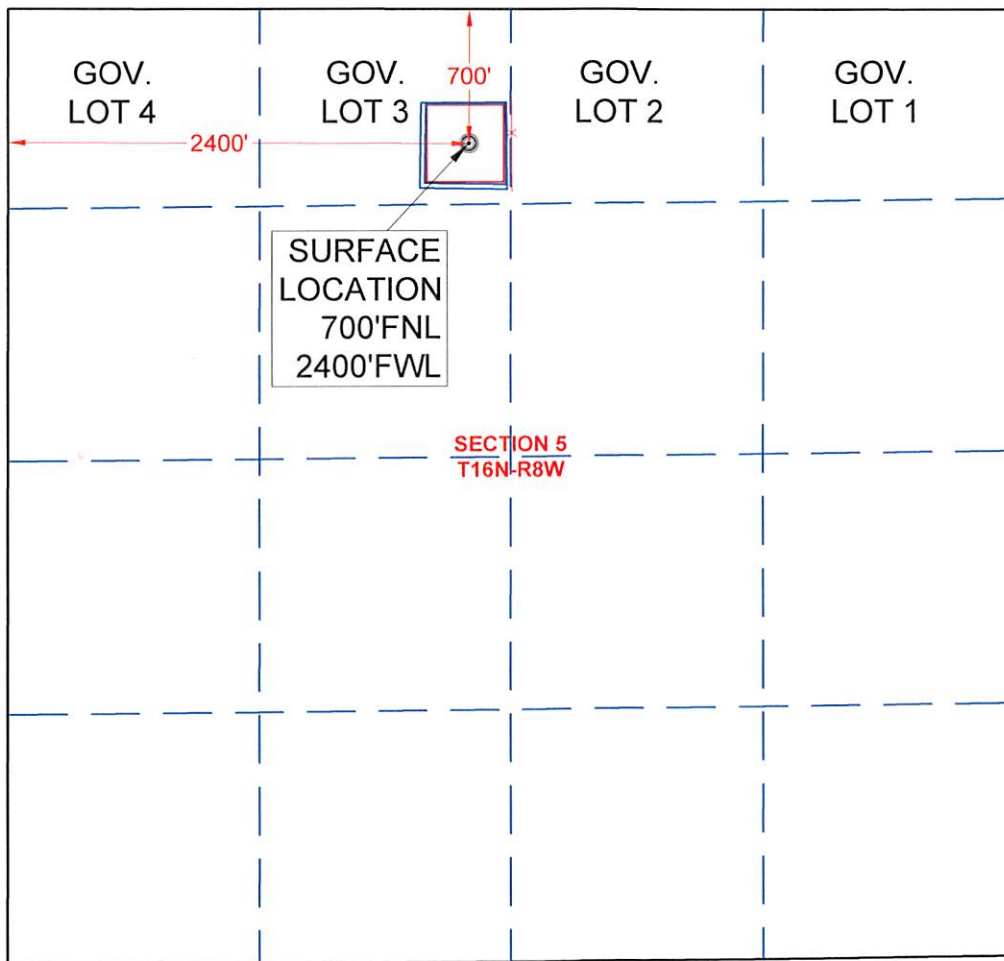 GOV.
LOT 4
GOV.
LOT 3
700'
GOV.
LOT 2
GOV.
LOT 1
2400'
SURFACE
LOCATION
700'FNL
2400'FWL
SECTION 5
T16N-R8W